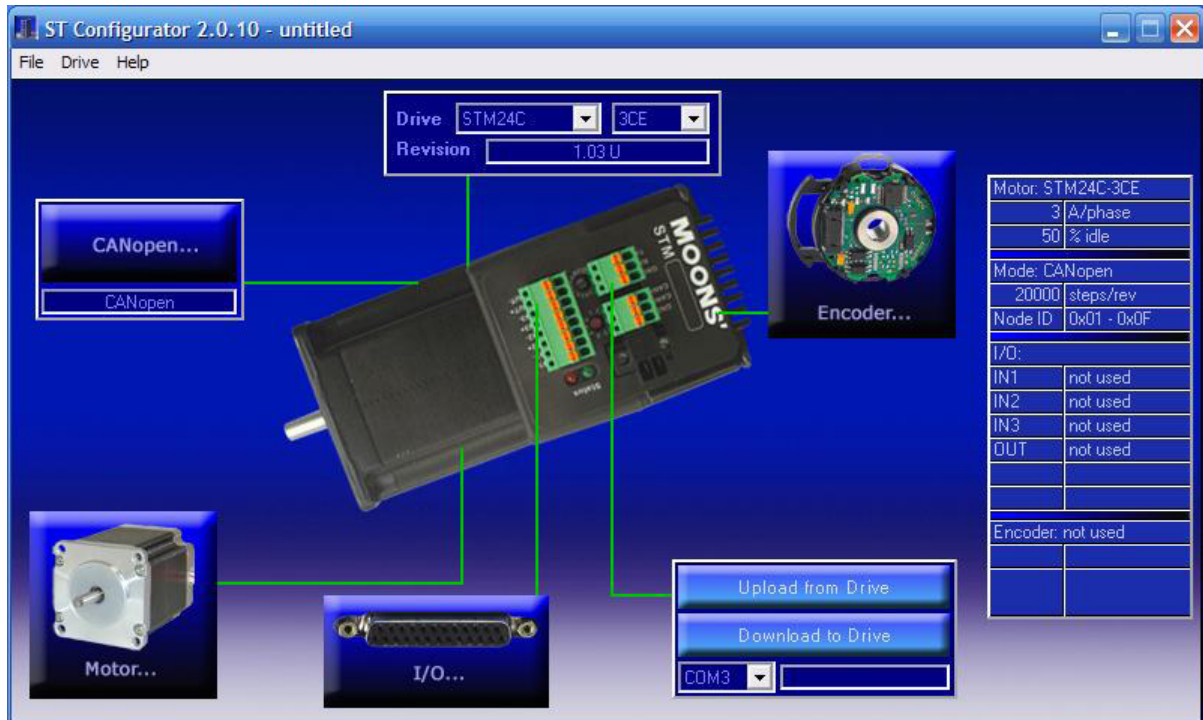 ST Configurator 2.0.10 - untitled
File Drive Help
Drive STM24C 3CE
Revision 1.03 U
CANopen...
CANopen
MOONS'
STM
Status
Encoder...
Motor: STM24C-3CE
3 A/phase
50 % idle
Mode: CANopen
20000 steps/rev
Node ID 0x01 - 0x0F
I/O:
IN1 not used
IN2 not used
IN3 not used
OUT not used
Encoder: not used
Motor...
I/O...
Upload from Drive
Download to Drive
COM3